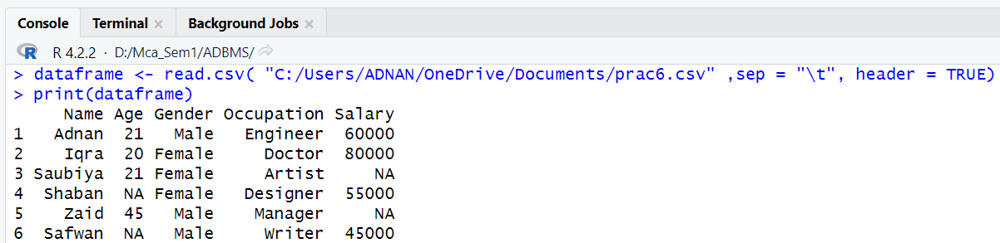 Console Terminal × Background Jobs ×
R R 4.2.2 · D:/Mca_Sem1/ADBMS/
> dataframe <- read.csv( "C:/Users/ADNAN/OneDrive/Documents/prac6.csv" ,sep = "\t", header = TRUE)
> print(dataframe)
     Name Age Gender Occupation Salary
1   Adnan  21   Male   Engineer  60000
2    Iqra  20 Female     Doctor  80000
3 Saubiya  21 Female     Artist     NA
4  Shaban  NA Female   Designer  55000
5    Zaid  45   Male    Manager     NA
6  Safwan  NA   Male     Writer  45000